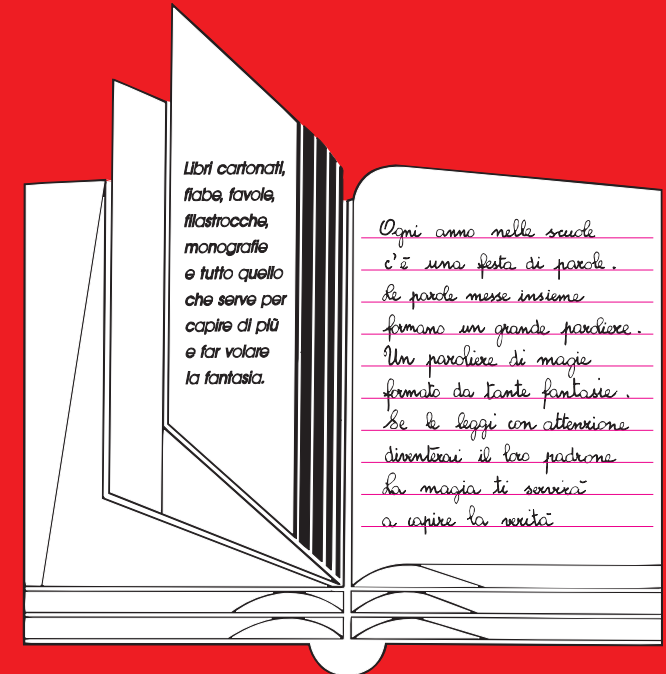 Libri cartonati,
fiabe, favole,
filastrocche,
monografie
e tutto quello
che serve per
capire di più
e far volare
la fantasia.
Ogni anno nelle scuole
c'è una festa di parole.
Le parole messe insieme
formano un grande paroliere.
Un paroliere di magie
formato da tante fantasie.
Se le leggi con attenzione
diventerai il loro padrone
La magia ti servirà
a capire la verità